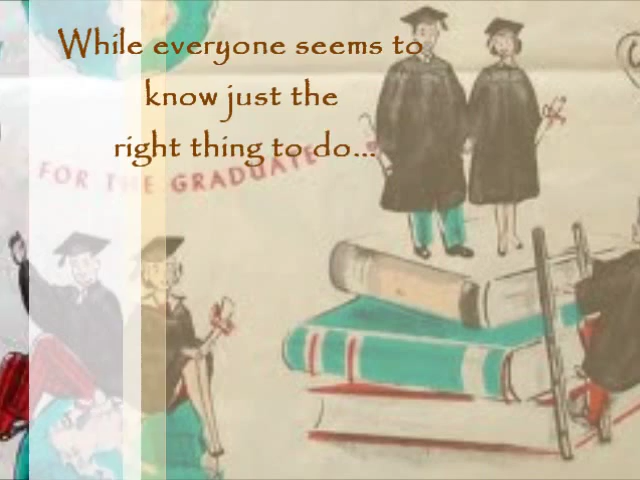 While everyone seems to
know just the
right thing to do...
FOR THE GRADUATE